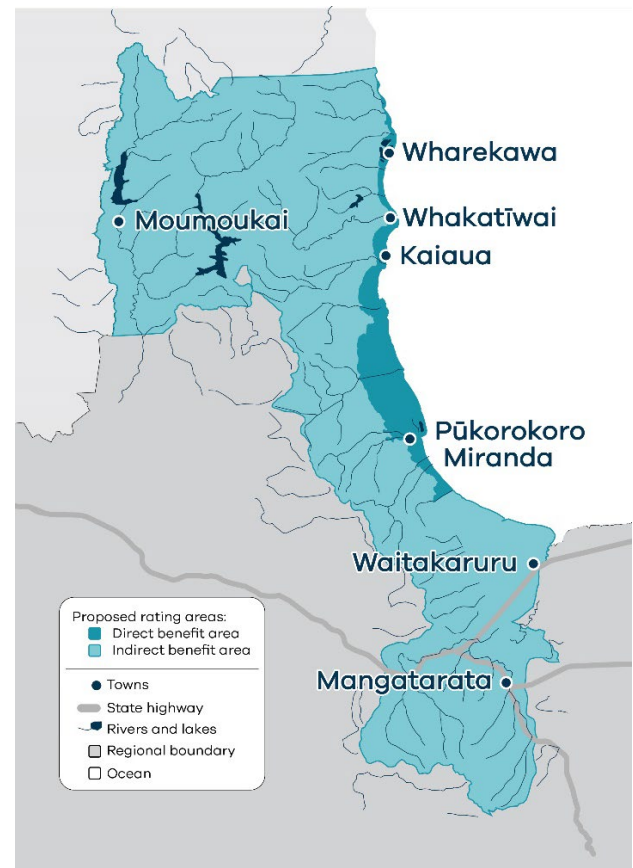 Wharekawa
Whakatīwai
Moumoukai
Kaiaua
Pūkorokoro
Miranda
Waitakaruru
Mangatarata
Proposed rating areas:
Direct benefit area
Indirect benefit area
Towns
State highway
Rivers and lakes
Regional boundary
Ocean